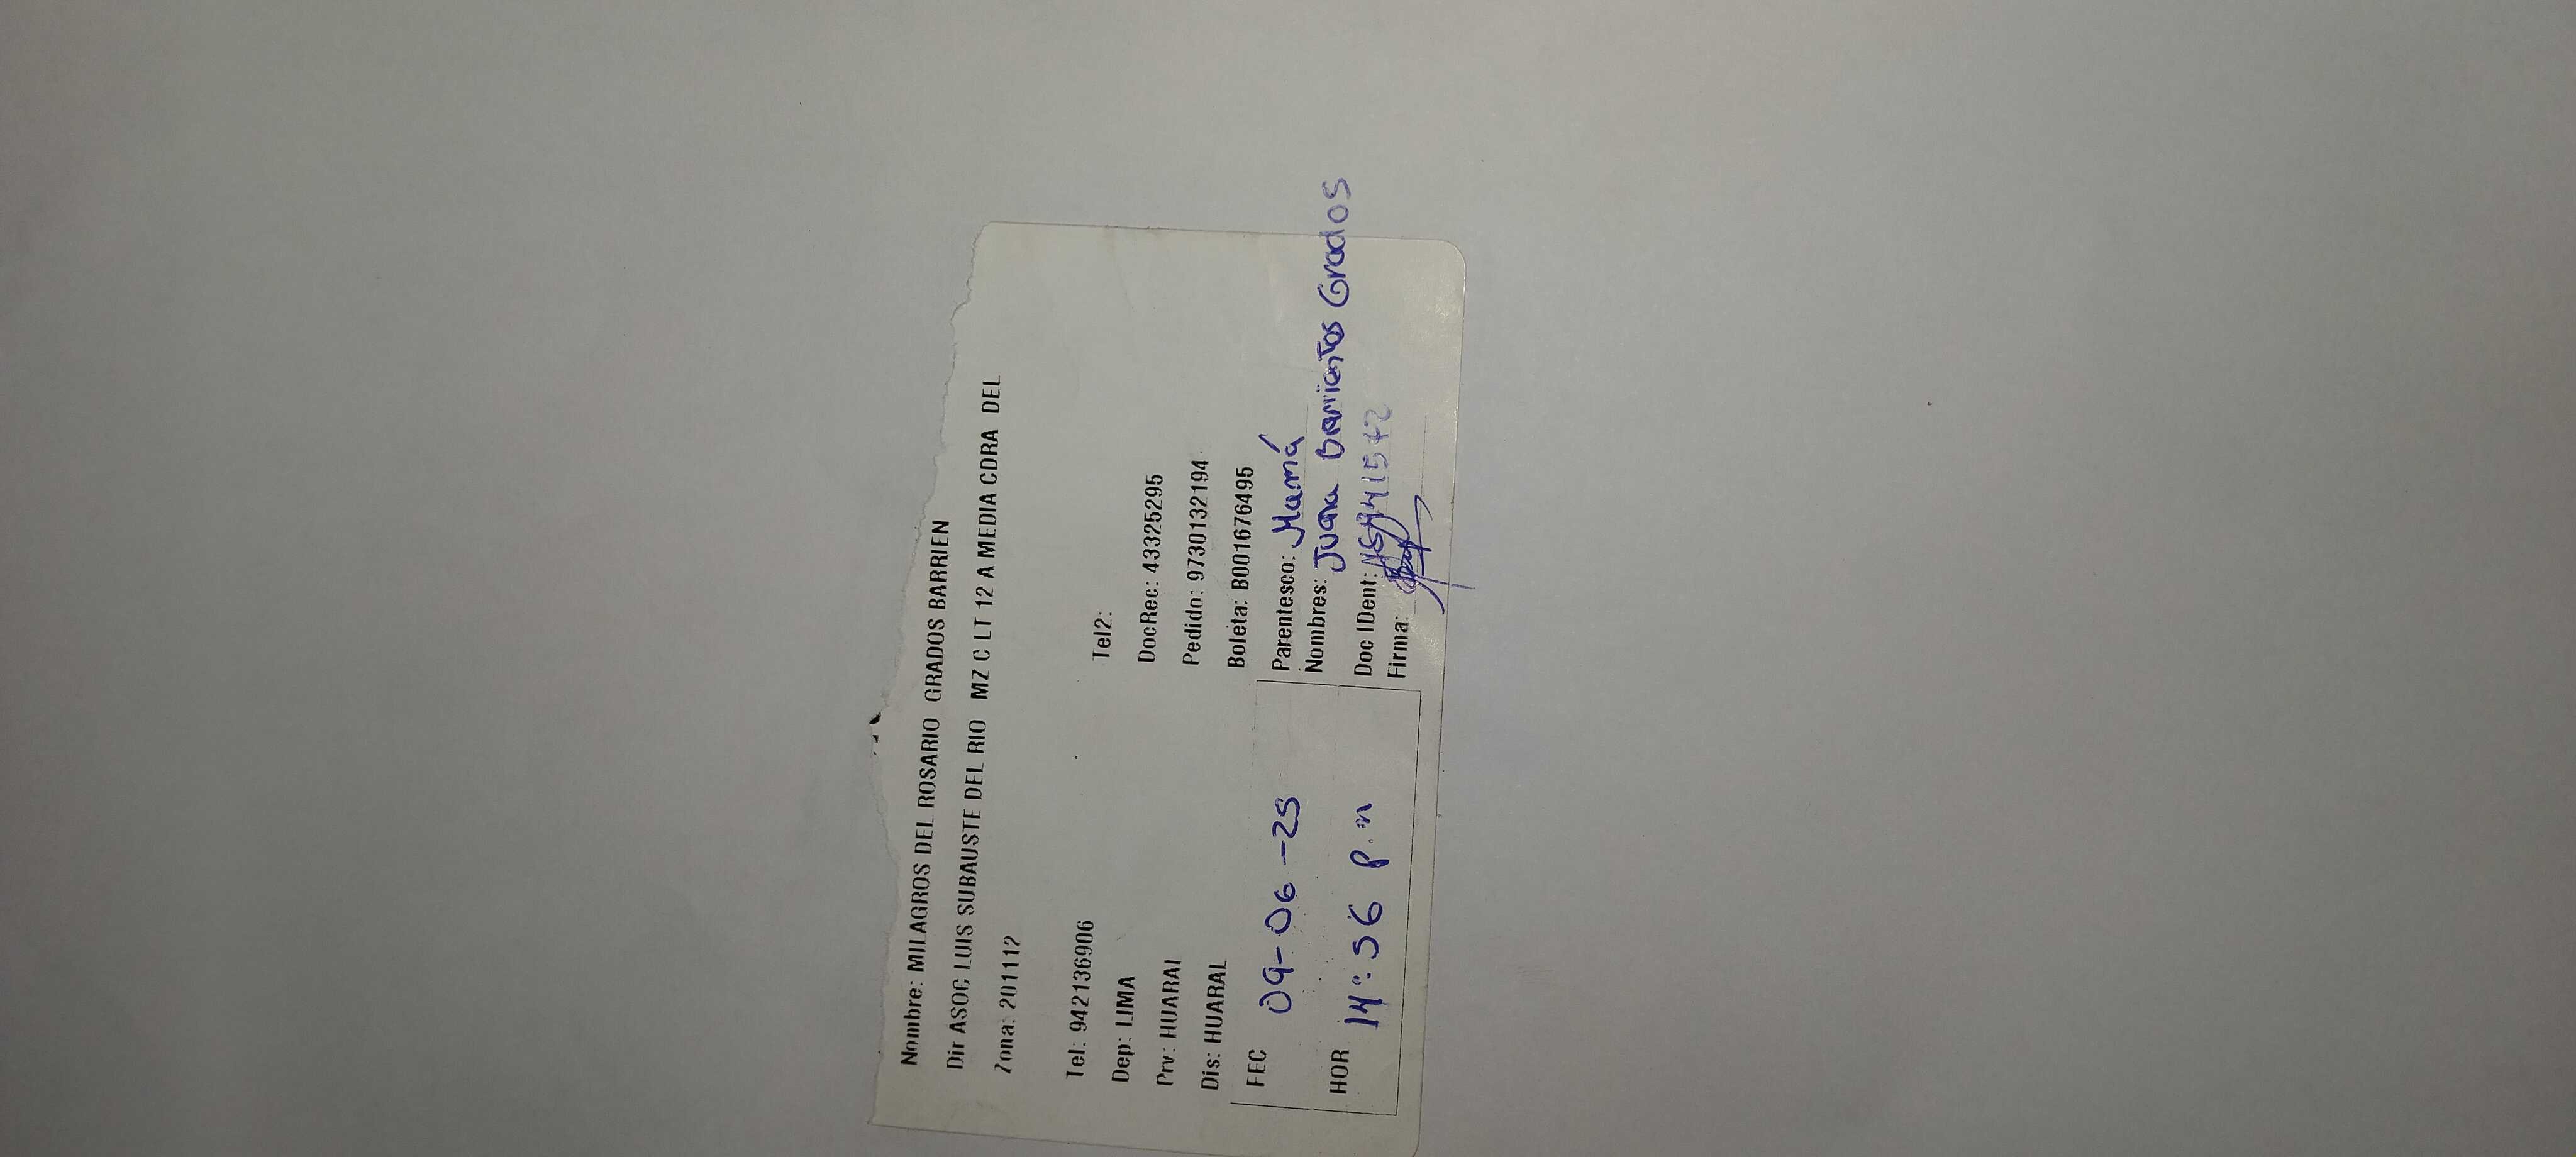 Nombre: MILAGROS DEL ROSARIO GRADOS BARRIEN
Dir ASOC LUIS SUBAUSTE DEL RIO MZ C LT 12 A MEDIA CDRA DEL
Zona: 201112
Tel: 942136906 Tel2:
Dep: LIMA DocRec: 43325295
Prv: HUARAL Pedido: 9730132194
Dis: HUARAL Boleta: B001676495
FEC 09-06-25 Parentesco: Mamá
Nombres: Juana Barrientos Grados
HOR 14:56 p.m Doc IDent:
Firma: